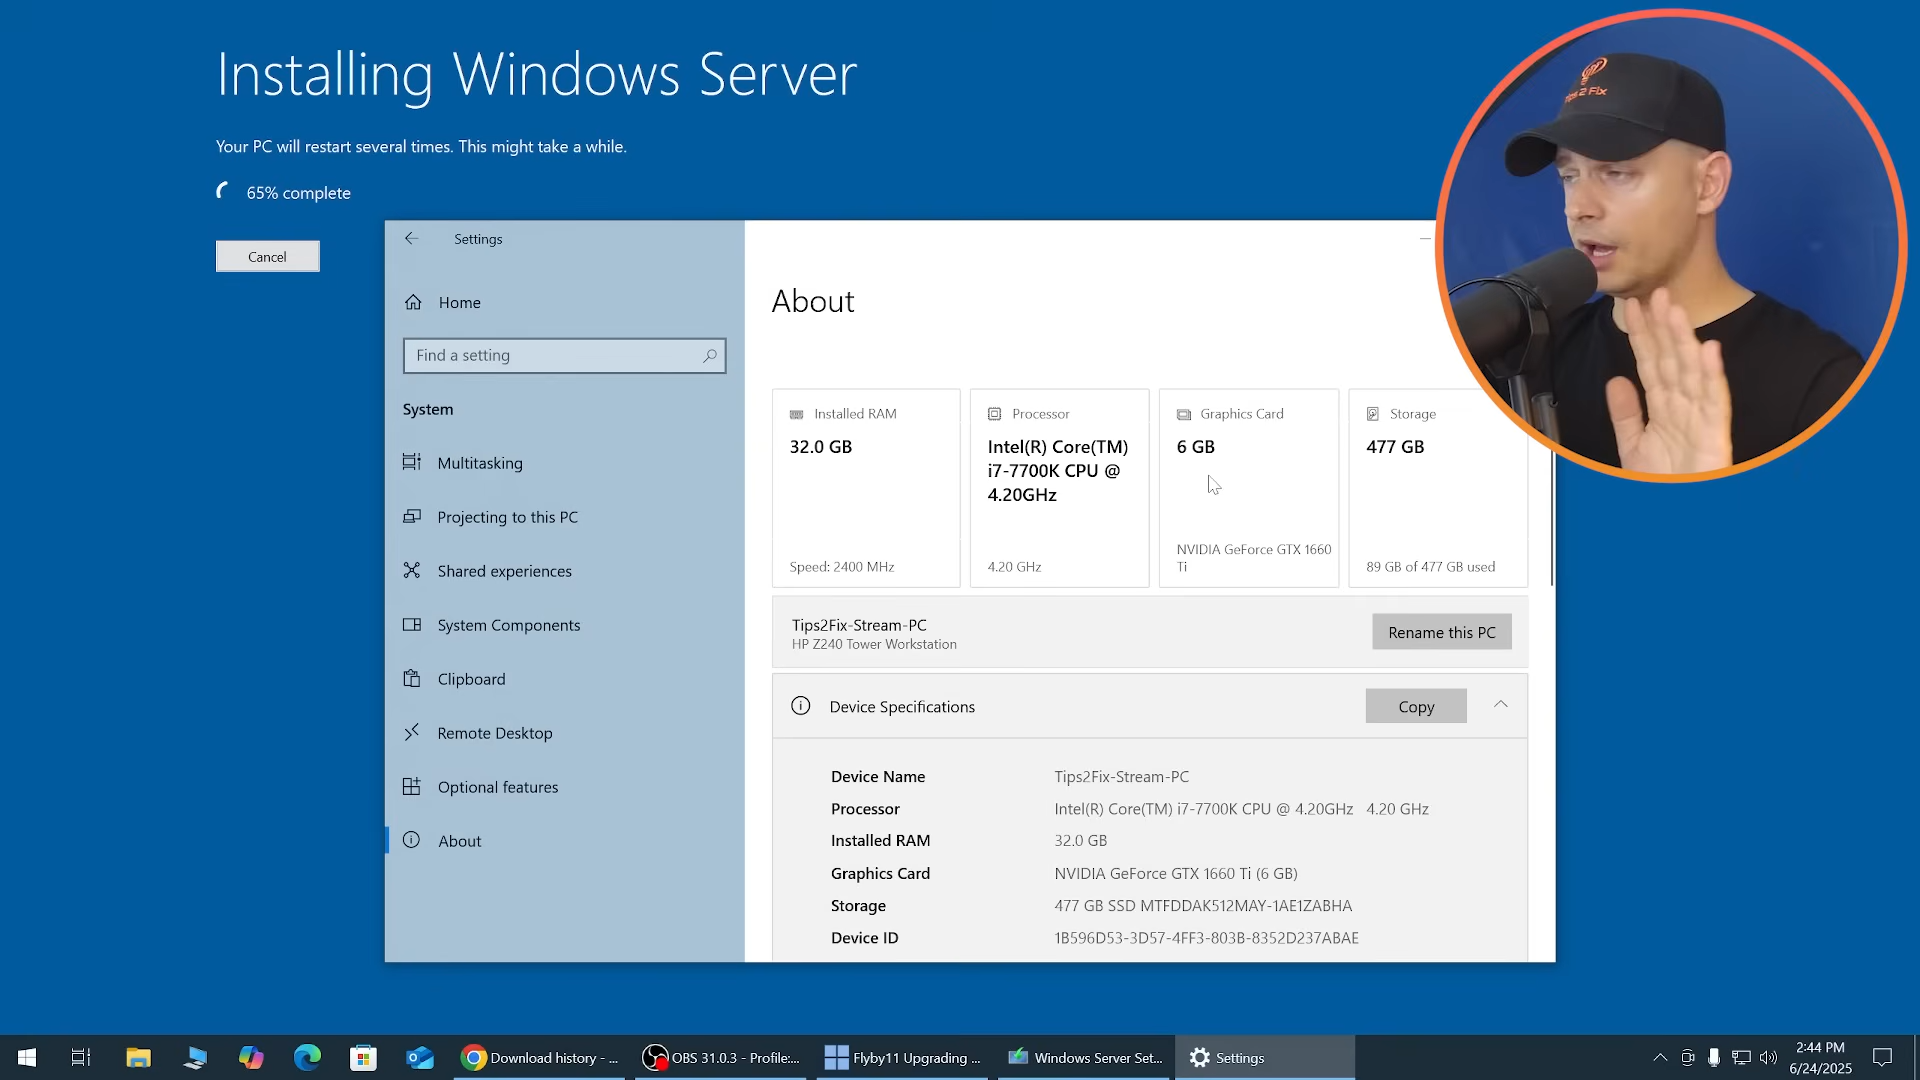 Installing Windows Server
Your PC will restart several times. This might take a while.
65% complete
Cancel
Settings
Home
Find a setting
System
Multitasking
Projecting to this PC
Shared experiences
System Components
Clipboard
Remote Desktop
Optional features
About
About
Installed RAM
32.0 GB
Speed: 2400 MHz
Processor
Intel(R) Core(TM)
i7-7700K CPU @
4.20GHz
4.20 GHz
Graphics Card
6 GB
NVIDIA GeForce GTX 1660
Ti
Storage
477 GB
89 GB of 477 GB used
Tips2Fix-Stream-PC
HP Z240 Tower Workstation
Rename this PC
Device Specifications
Copy
Device Name Tips2Fix-Stream-PC
Processor Intel(R) Core(TM) i7-7700K CPU @ 4.20GHz 4.20 GHz
Installed RAM 32.0 GB
Graphics Card NVIDIA GeForce GTX 1660 Ti (6 GB)
Storage 477 GB SSD MTFDDAK512MAY-1AE1ZABHA
Device ID 1B596D53-3D57-4FF3-803B-8352D237ABAE
Tips 2 Fix
Download history - ...
OBS 31.0.3 - Profile:...
Flyby11 Upgrading ...
Windows Server Set...
Settings
2:44 PM
6/24/2025